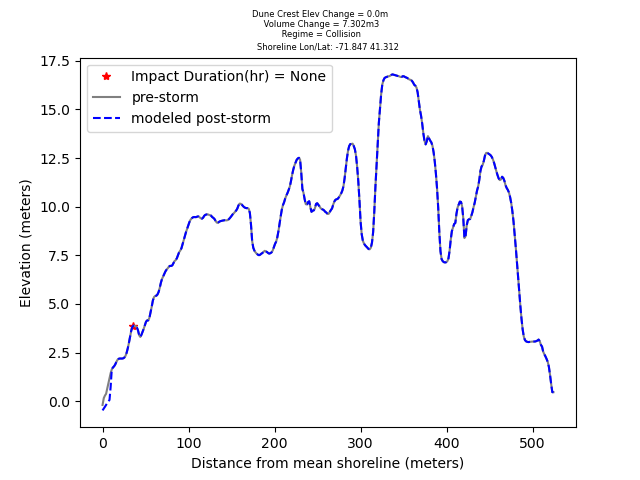 Dune Crest Elev Change = 0.0m
Volume Change = 7.302m3
Regime = Collision
Shoreline Lon/Lat: -71.847 41.312
17.5
15.0
12.5
10.0
7.5
5.0
2.5
0.0
Elevation (meters)
Impact Duration(hr) = None
pre-storm
modeled post-storm
0
100
200
300
400
500
Distance from mean shoreline (meters)